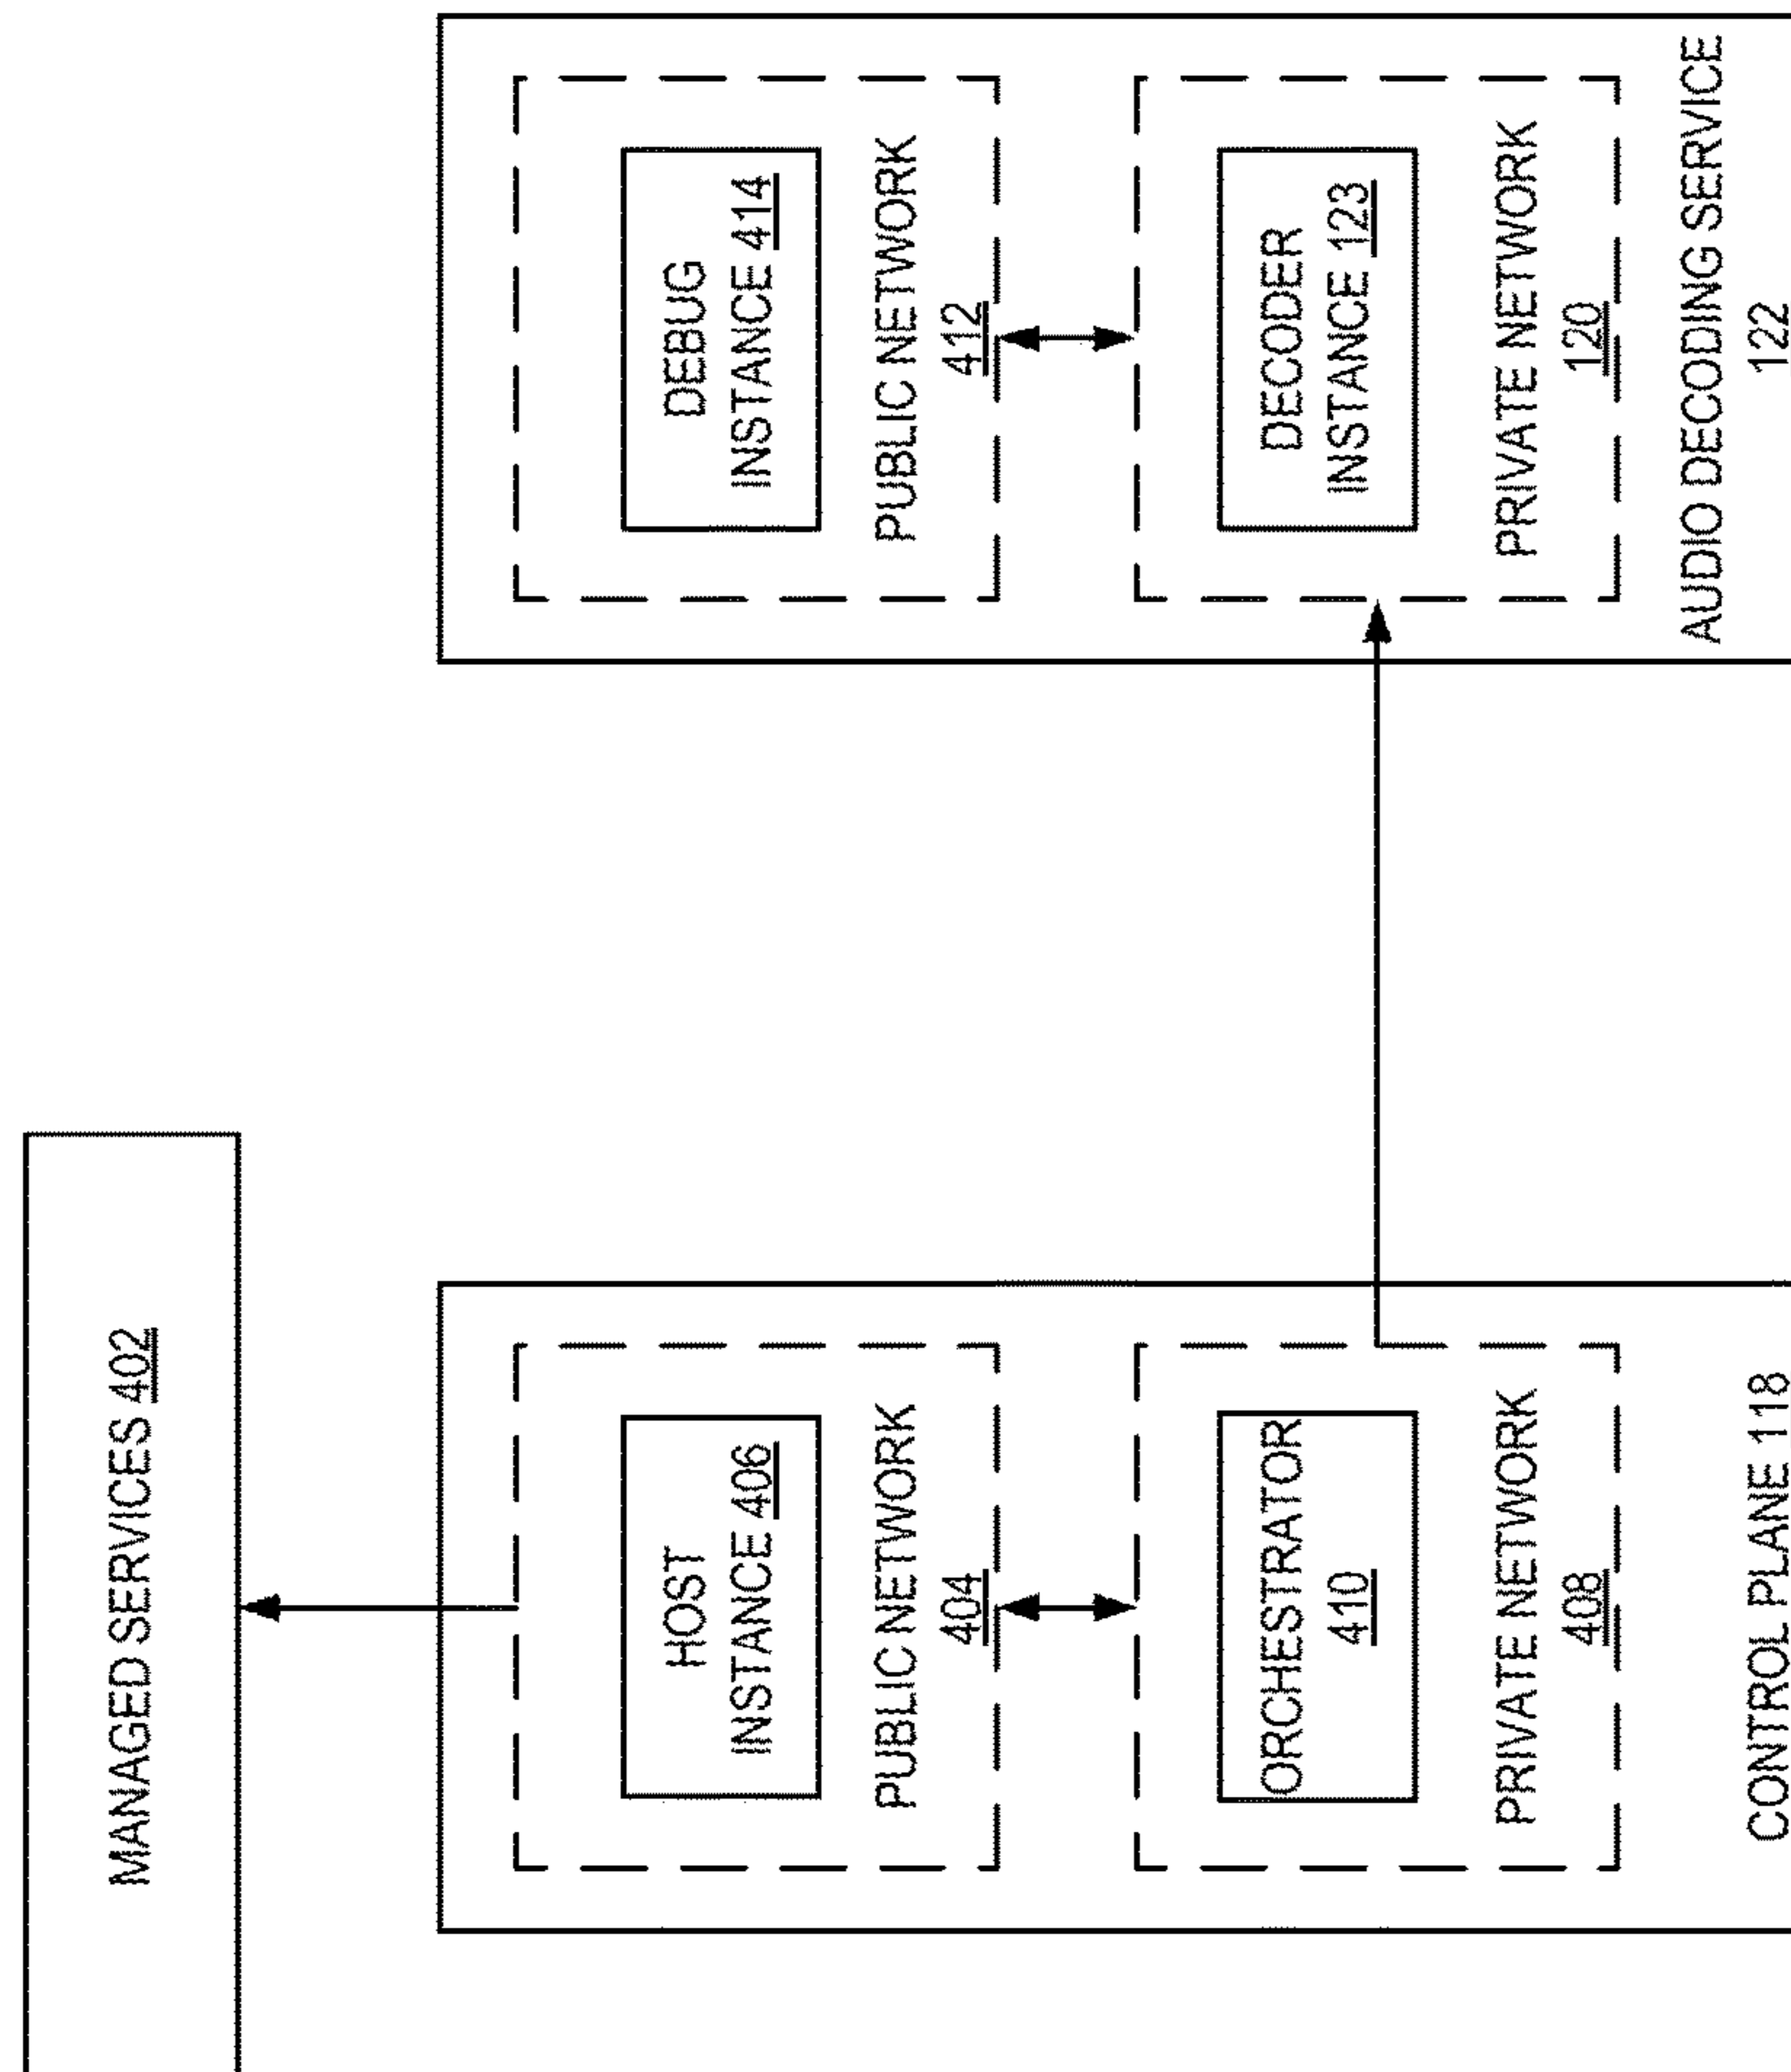 MANAGED SERVICES 402
HOST
INSTANCE 406
PUBLIC NETWORK
404
ORCHESTRATOR
410
PRIVATE NETWORK
408
CONTROL PLANE 118
DEBUG
INSTANCE 414
PUBLIC NETWORK
412
DECODER
INSTANCE 123
PRIVATE NETWORK
120
AUDIO DECODING SERVICE
122